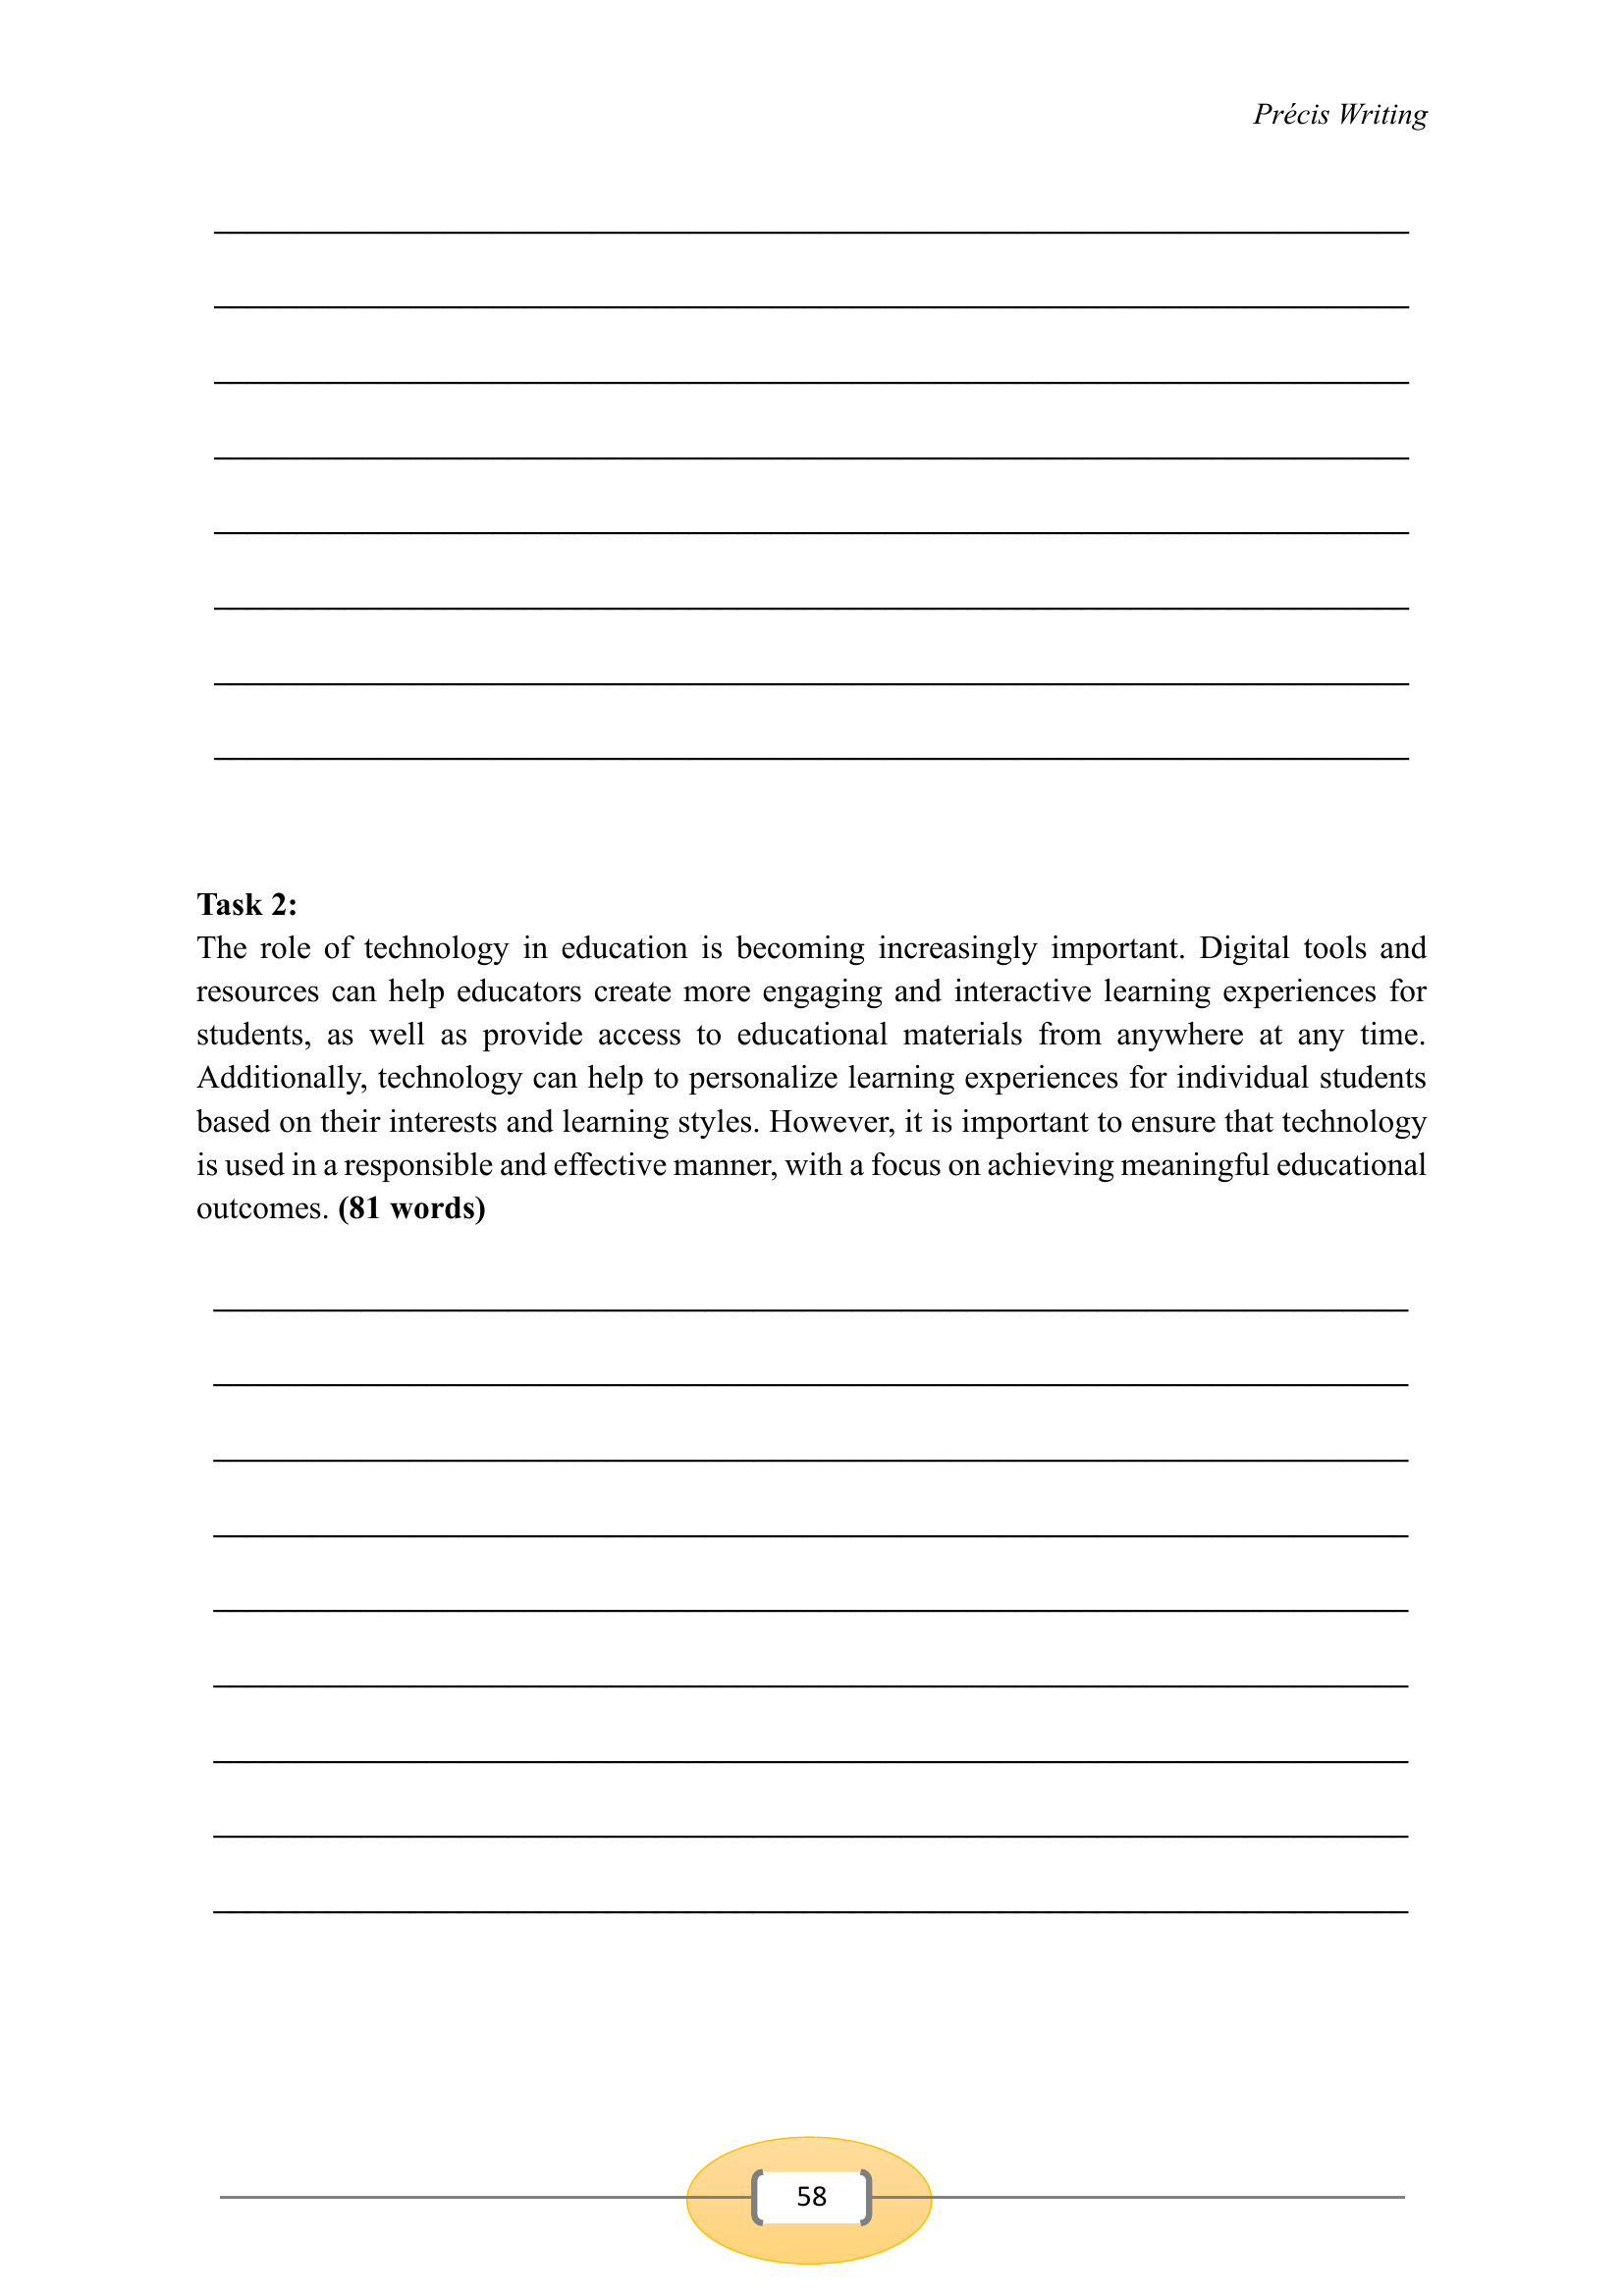 Précis Writing
Task 2:
The role of technology in education is becoming increasingly important. Digital tools and
resources can help educators create more engaging and interactive learning experiences for
students, as well as provide access to educational materials from anywhere at any time.
Additionally, technology can help to personalize learning experiences for individual students
based on their interests and learning styles. However, it is important to ensure that technology
is used in a responsible and effective manner, with a focus on achieving meaningful educational
outcomes. (81 words)
58